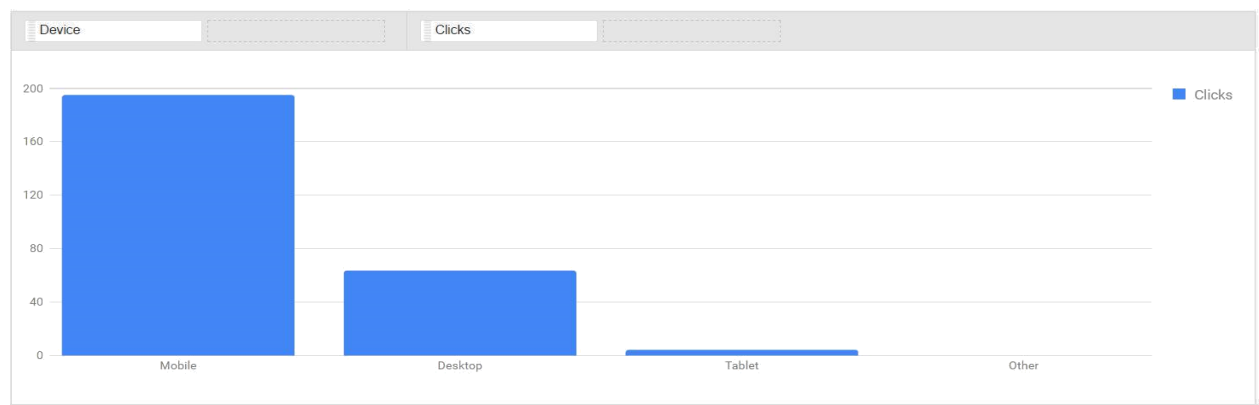 Device
Clicks
200
160
120
80
40
0
Clicks
Mobile
Desktop
Tablet
Other